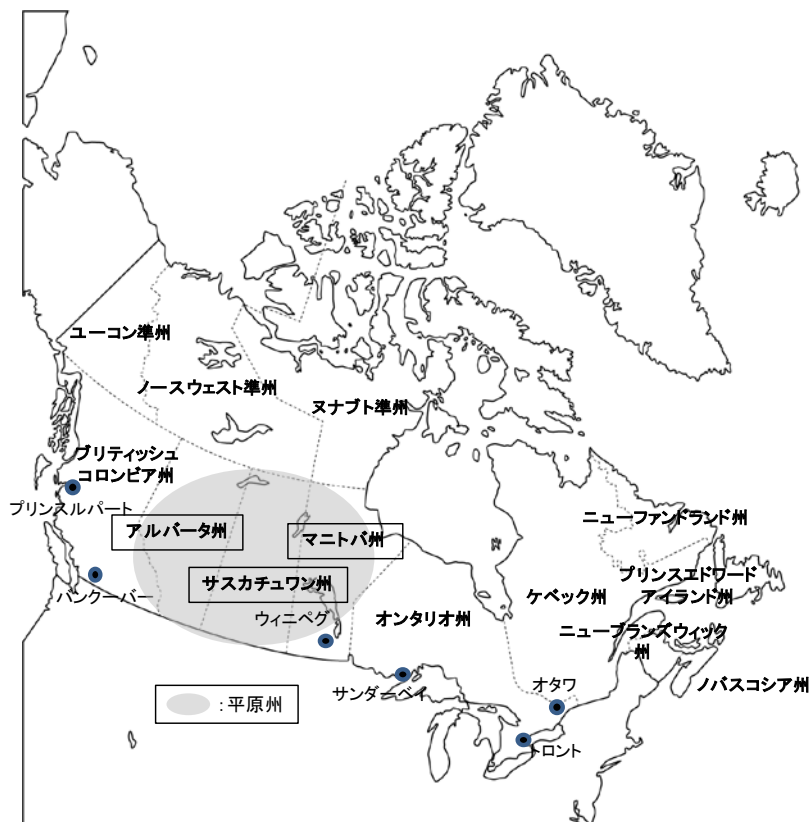 ユーコン準州
ノースウェスト準州
ヌナブト準州
ブリティッシュ
コロンビア州
プリンスルパート
アルバータ州
マニトバ州
サスカチュワン州
バンクーバー
ウィニペグ
オンタリオ州
ケベック州
ニューファンドランド州
プリンスエドワード
アイランド州
ニューブランズウィック
州
ノバスコシア州
サンダーベイ
オタワ
トロント
：平原州